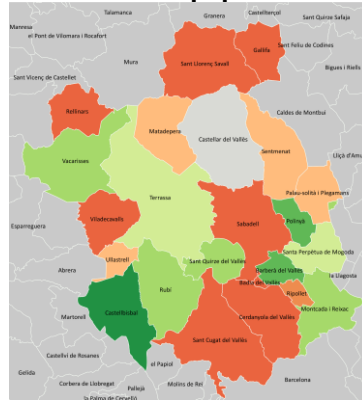 Talamanca
Granera
Castellterçol
Manresa
Sant Quirze Safaja
el Pont de Vilomara i Rocafort
Gallifa
Sant Feliu de Codines
Mura
Sant Llorenç Savall
Bigues i Riells
Sant Vicenç de Castellet
Rellinars
Caldes de Montbui
Matadepera
Castellar del Vallès
Sentmenat
Vacarisses
Palau-solità i Plegamans
Terrassa
Esparreguera
Viladecavalls
Sabadell
Polinyà
Santa Perpètua de Mogoda
Ullastrell
Sant Quirze del Vallès
Abrera
Barberà del Vallès
la Llagosta
Badia del Vallès
Rubí
Ripollet
Castellbisbal
Montcada i Reixac
Martorell
Cerdanyola del Vallès
Sant Cugat del Vallès
Castellví de Rosanes
el Papiol
Gelida
Corbera de Llobregat
Pallejà
Molins de Rei
Barcelona
la Palma de Cervelló